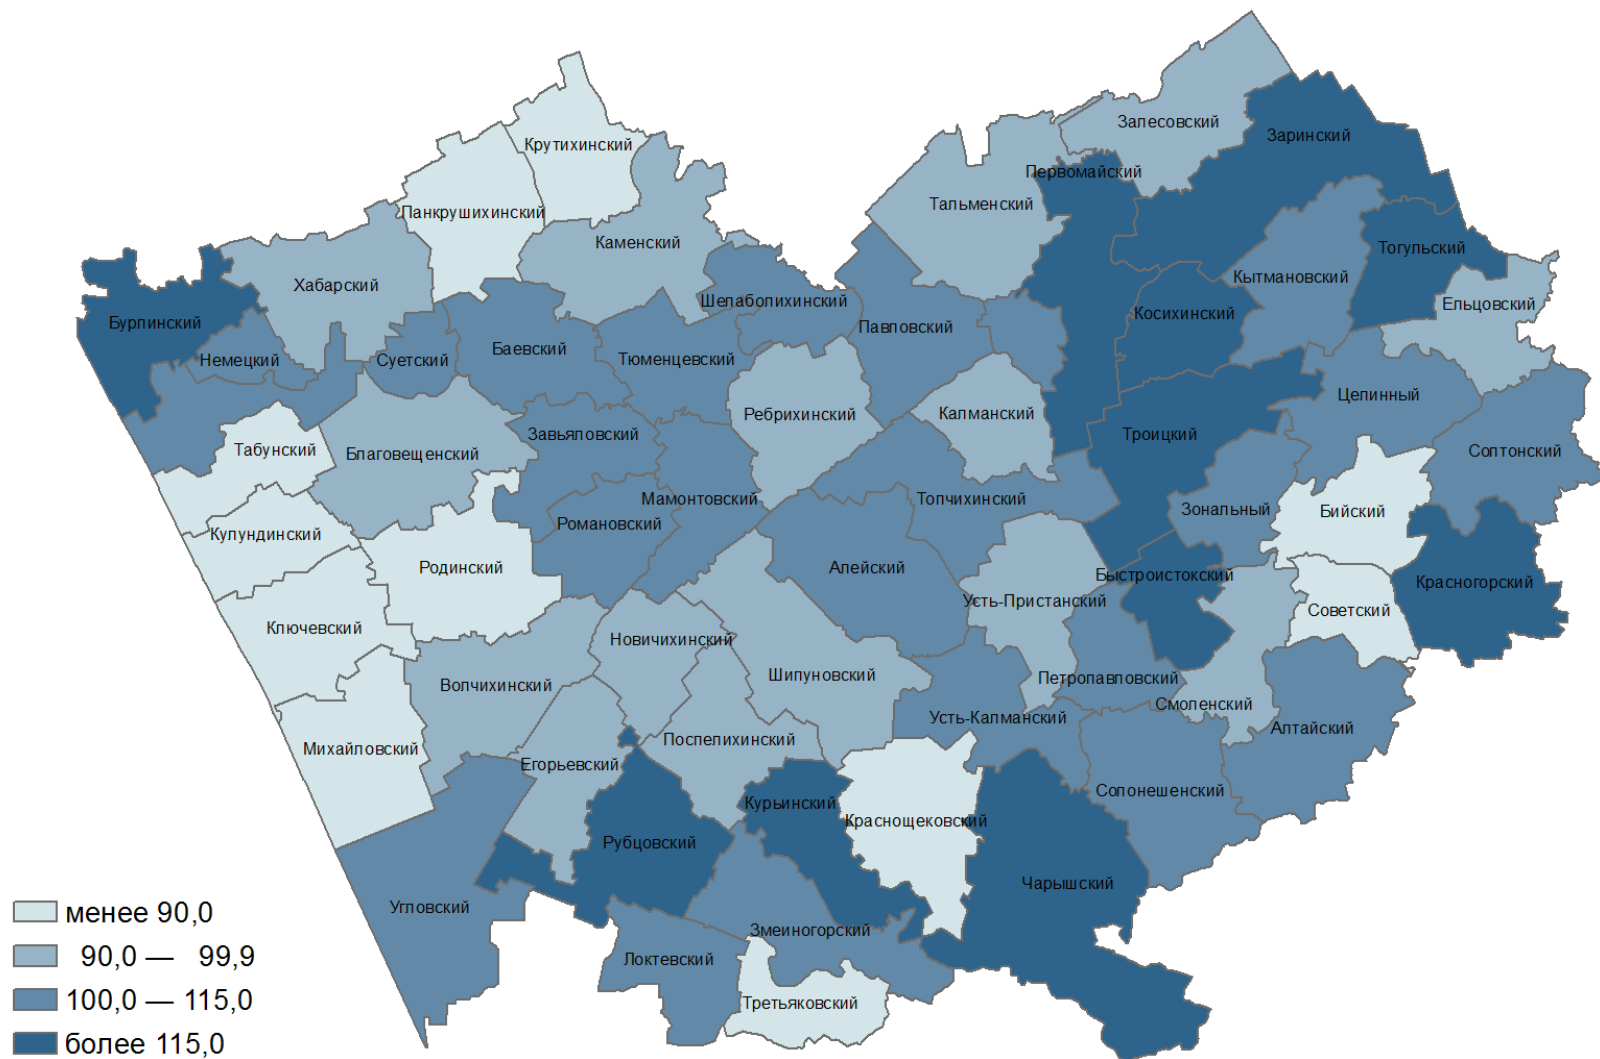 Залесовский
Заринский
Крутихинский
Первомайский
Тальменский
Панкрушихинский
Каменский
Тогульский
Кытмановский
Хабарский
Шелаболихинский
Ельцовский
Косихинский
Бурлинский
Павловский
Баевский
Немецкий
Суетский
Тюменцевский
Целинный
Ребрихинский
Калманский
Завьяловский
Троицкий
Табунский
Благовещенский
Солтонский
Мамонтовский
Топчихинский
Зональный
Бийский
Романовский
Кулундинский
Родинский
Алейский
Быстроистокский
Красногорский
Усть-Пристанский
Советский
Ключевский
Новичихинский
Шипуновский
Петропавловский
Волчихинский
Смоленский
Усть-Калманский
Алтайский
Поспелихинский
Михайловский
Егорьевский
Солонешенский
Курьинский
Краснощековский
Рубцовский
Чарышский
Угловский
Змеиногорский
Локтевский
Третьяковский
менее 90,0
90,0 — 99,9
100,0 — 115,0
более 115,0